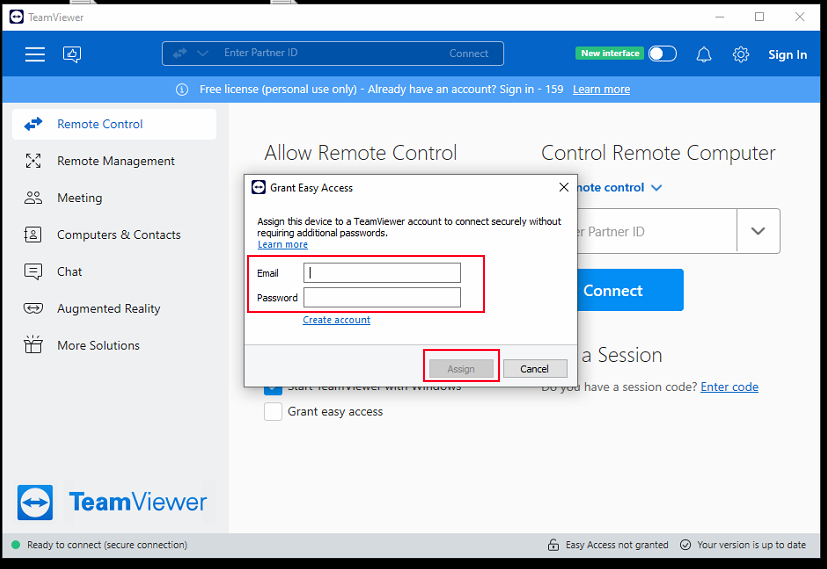 TeamViewer
Enter Partner ID
Connect
New interface
Sign In
Free license (personal use only) - Already have an account? Sign in - 159 Learn more
Remote Control
Remote Management
Meeting
Computers & Contacts
Chat
Augmented Reality
More Solutions
Allow Remote Control
Control Remote Computer
control
Partner ID
Connect
Grant Easy Access
Assign this device to a TeamViewer account to connect securely without
requiring additional passwords.
Learn more
Email
Password
Create account
Assign
Cancel
a Session
Start TeamViewer with Windows
Do you have a session code? Enter code
Grant easy access
TeamViewer
Ready to connect (secure connection)
Easy Access not granted
Your version is up to date